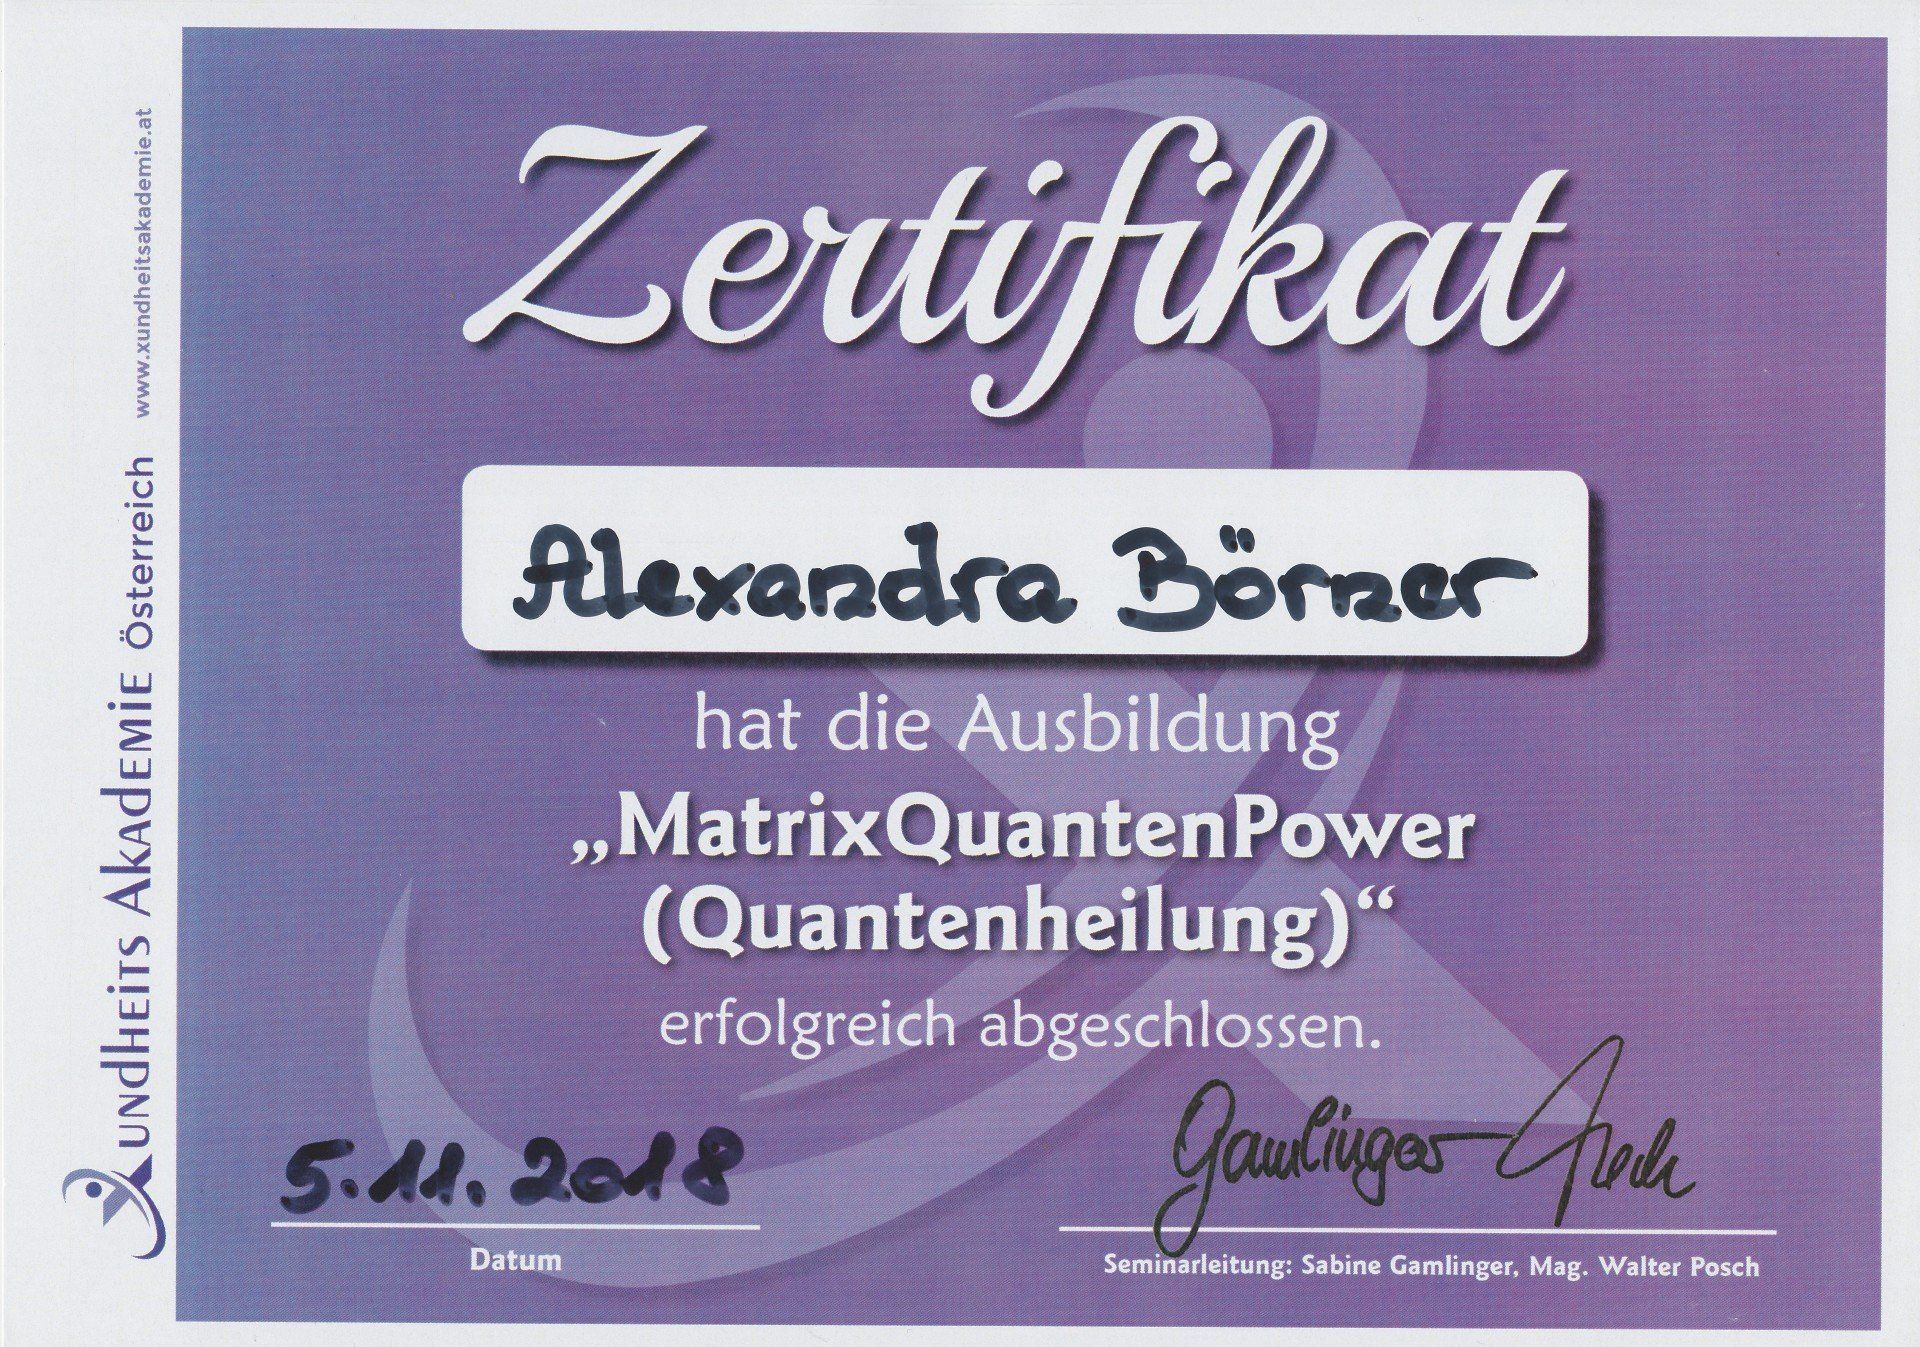 Zertifikat
Alexandra Börner
hat die Ausbildung
„MatrixQuantenPower
(Quantenheilung)“
erfolgreich abgeschlossen.
5.11.2018
Datum
Gamlinger
Seminarleitung: Sabine Gamlinger, Mag. Walter Posch
XUNDHEITS AKADEMIE Österreich www.xundheitsakademie.at